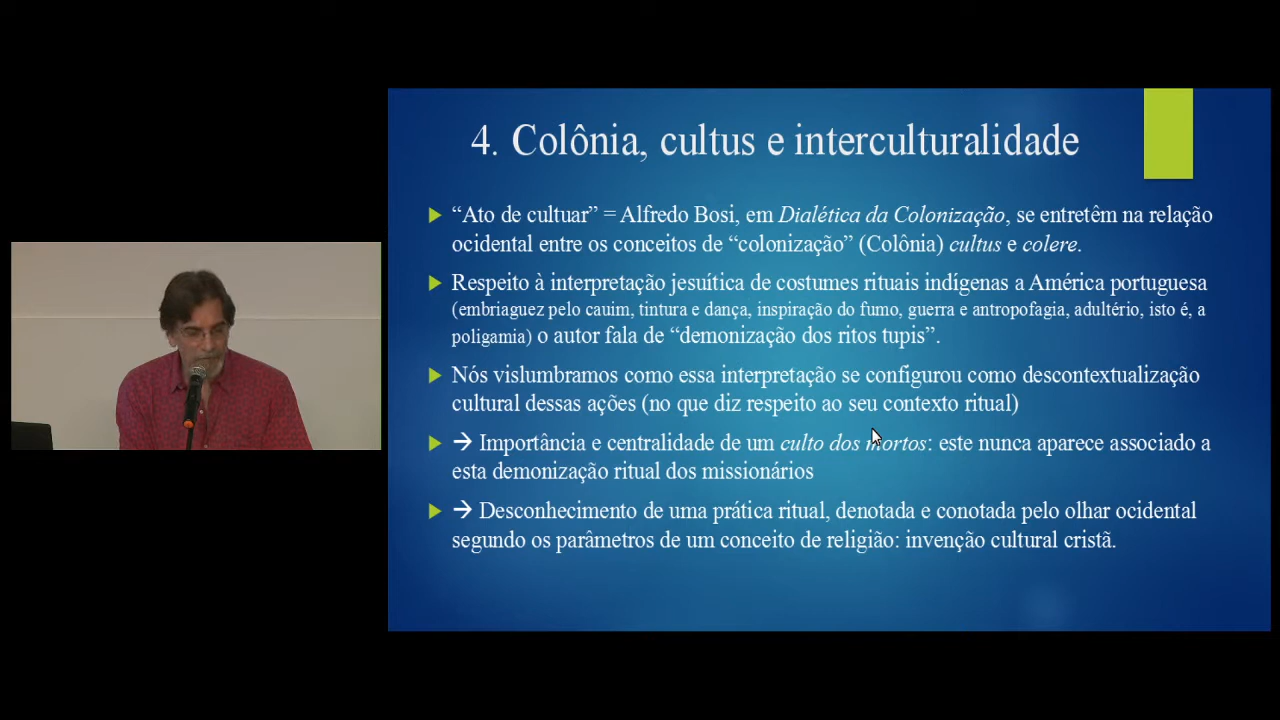 4. Colônia, cultus e interculturalidade
“Ato de cultuar” = Alfredo Bosi, em Dialética da Colonização, se entretêm na relação
ocidental entre os conceitos de “colonização” (Colônia) cultus e colere.
Respeito à interpretação jesuítica de costumes rituais indígenas a América portuguesa
(embriaguez pelo cauim, tintura e dança, inspiração do fumo, guerra e antropofagia, adultério, isto é, a
poligamia) o autor fala de “demonização dos ritos tupis”.
Nós vislumbramos como essa interpretação se configurou como descontextualização
cultural dessas ações (no que diz respeito ao seu contexto ritual)
→ Importância e centralidade de um culto dos mortos: este nunca aparece associado a
esta demonização ritual dos missionários
→ Desconhecimento de uma prática ritual, denotada e conotada pelo olhar ocidental
segundo os parâmetros de um conceito de religião: invenção cultural cristã.